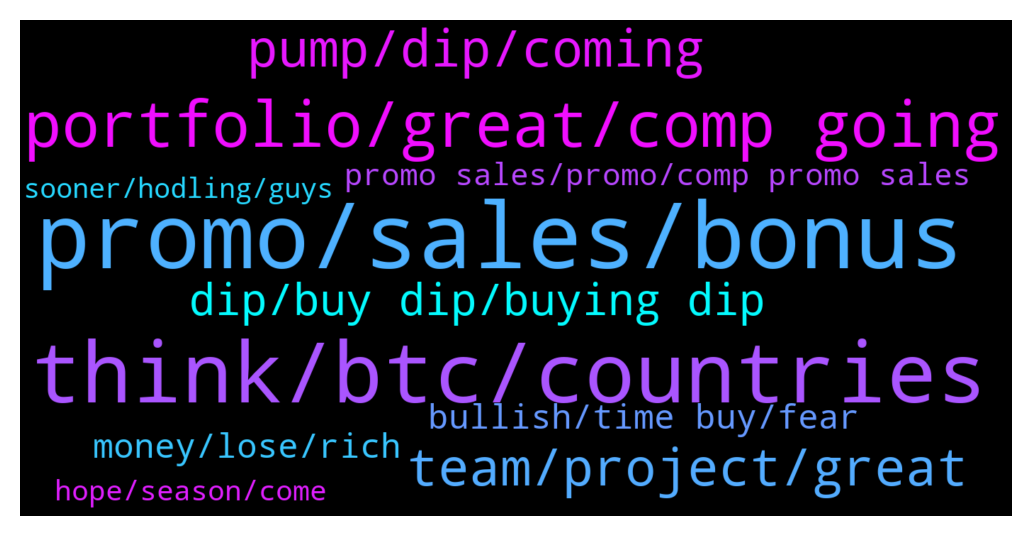 pump/dip/coming
portfolio/great/comp going
promo sales/promo/comp promo sales
sooner/hodling/guys
promo/sales/bonus
dip/buy dip/buying dip
think/btc/countries
bullish/time buy/fear
money/lose/rich
team/project/great
hope/season/come